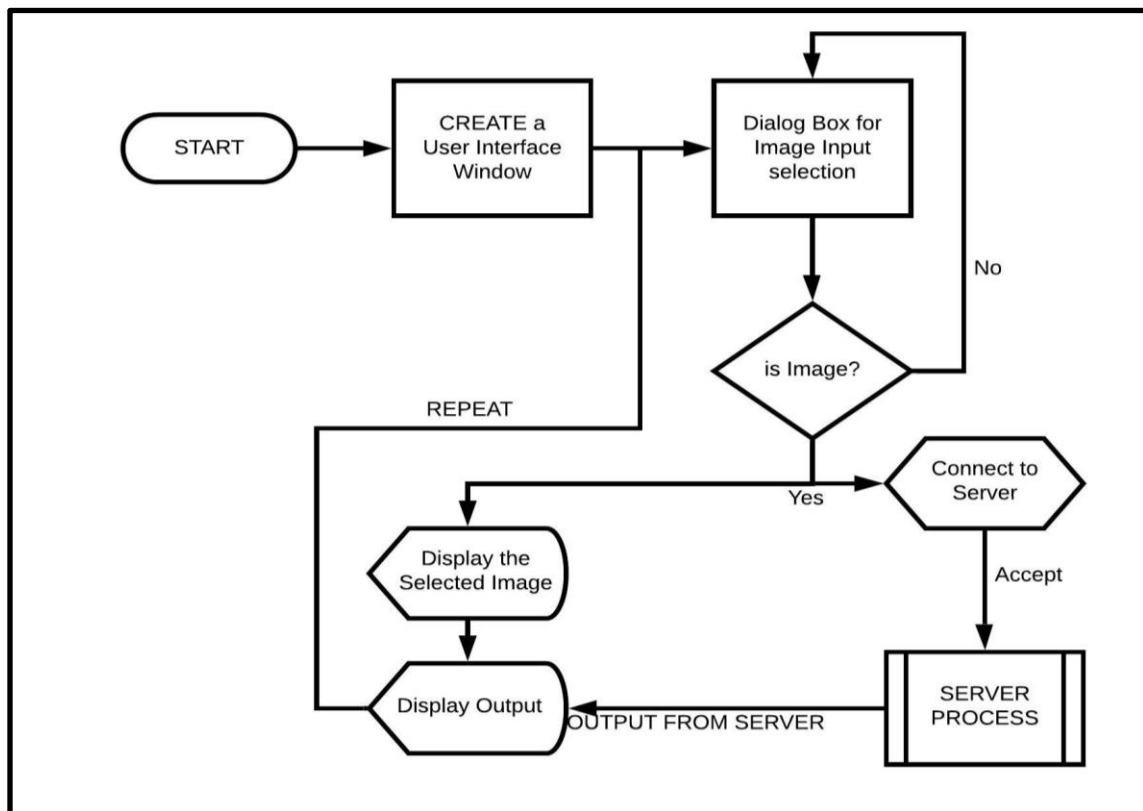 START
CREATE a
User Interface
Window
Dialog Box for
Image Input
selection
No
is Image?
REPEAT
Yes
Connect to
Server
Display the
Selected Image
Accept
Display Output
OUTPUT FROM SERVER
SERVER
PROCESS